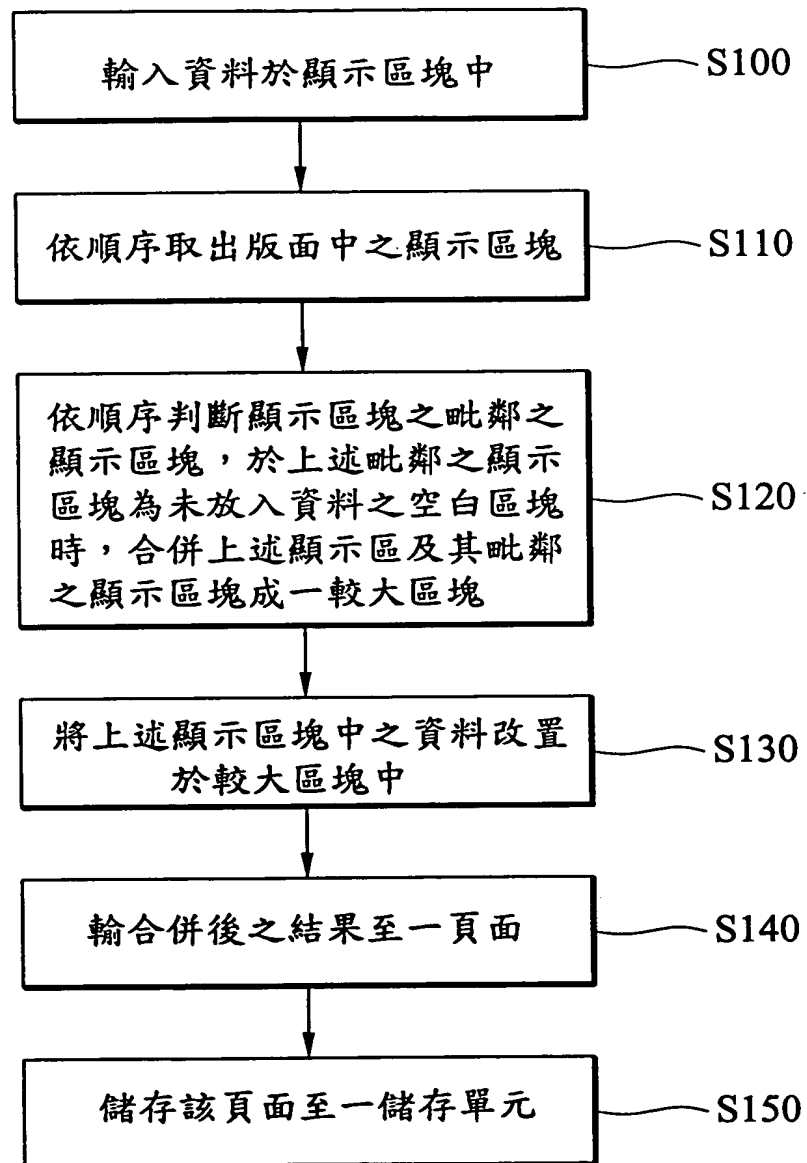 輸入資料於顯示區塊中
S100
依順序取出版面中之顯示區塊
S110
依順序判斷顯示區塊之毗鄰之
顯示區塊，於上述毗鄰之顯示
區塊為未放入資料之空白區塊
時，合併上述顯示區及其毗鄰
之顯示區塊成一較大區塊
S120
將上述顯示區塊中之資料改置
於較大區塊中
S130
輸合併後之結果至一頁面
S140
儲存該頁面至一儲存單元
S150